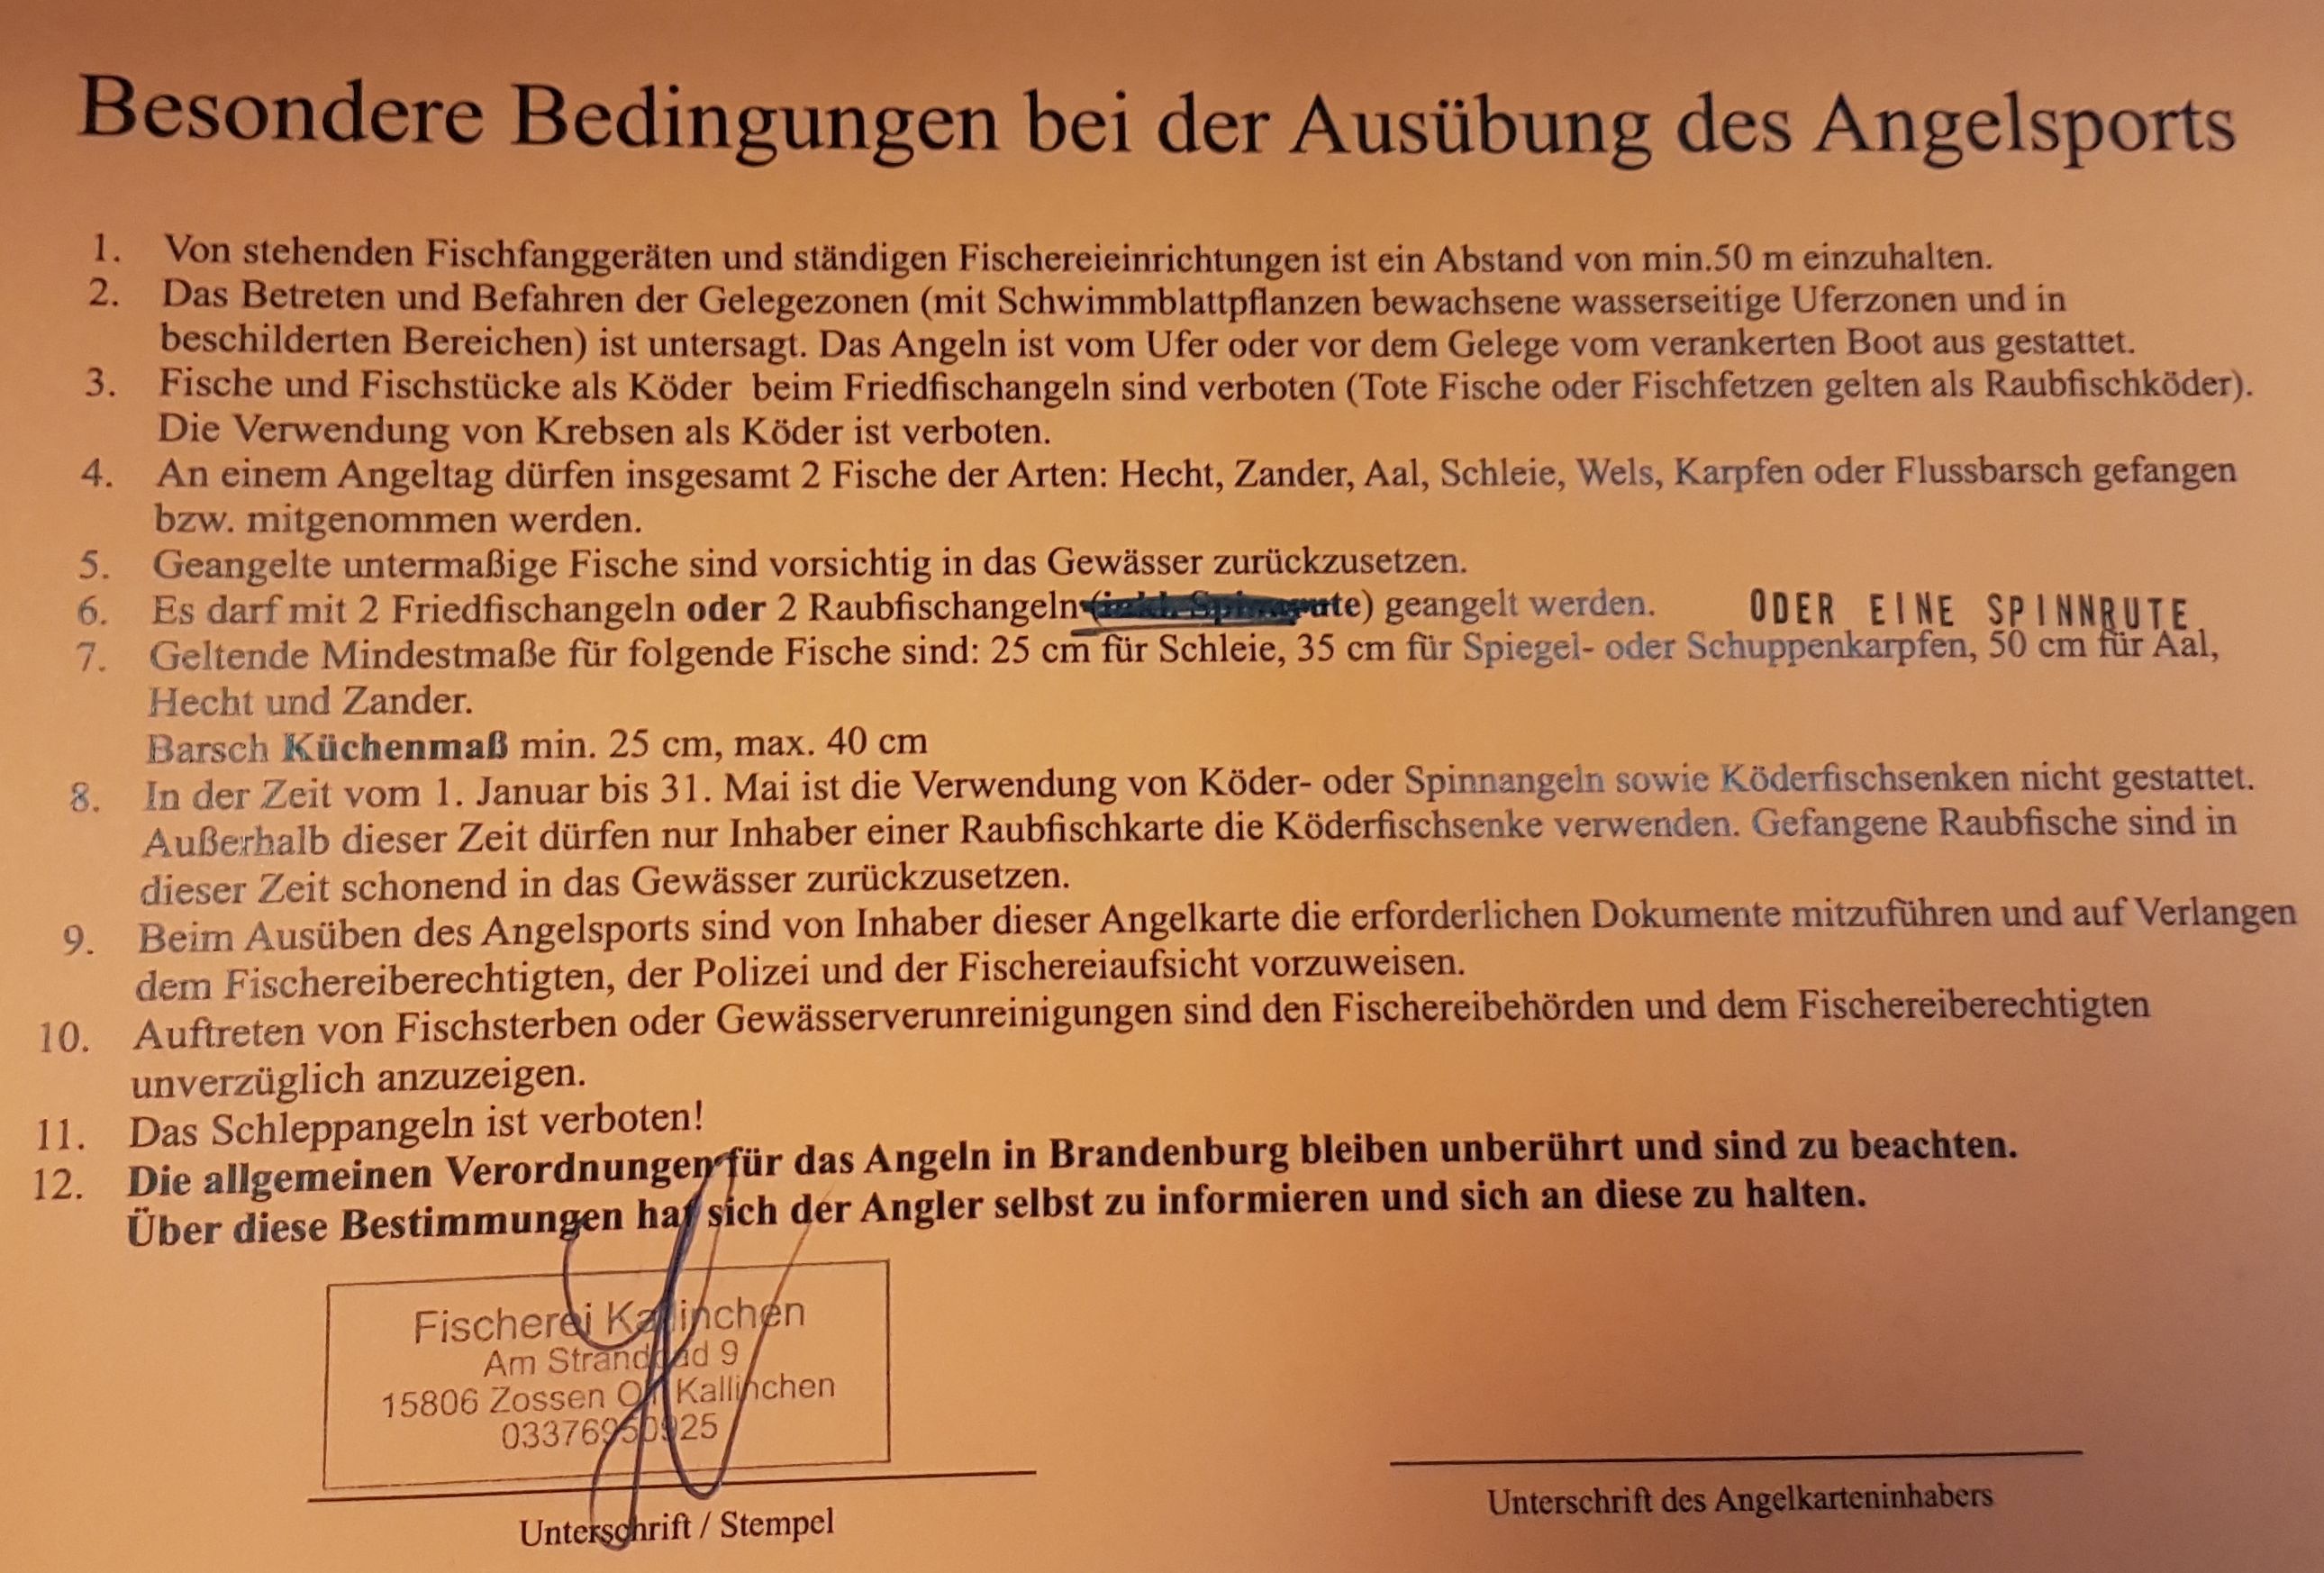 Besondere Bedingungen bei der Ausübung des Angelsports
1. Von stehenden Fischfanggeräten und ständigen Fischereieinrichtungen ist ein Abstand von min.50 m einzuhalten.
2. Das Betreten und Befahren der Gelegezonen (mit Schwimmblattpflanzen bewachsene wasserseitige Uferzonen und in
beschilderten Bereichen) ist untersagt. Das Angeln ist vom Ufer oder vor dem Gelege vom verankerten Boot aus gestattet.
3. Fische und Fischstücke als Köder beim Friedfischangeln sind verboten (Tote Fische oder Fischfetzen gelten als Raubfischköder).
Die Verwendung von Krebsen als Köder ist verboten.
4. An einem Angeltag dürfen insgesamt 2 Fische der Arten: Hecht, Zander, Aal, Schleie, Wels, Karpfen oder Flussbarsch gefangen
bzw. mitgenommen werden.
5. Geangelte untermaßige Fische sind vorsichtig in das Gewässer zurückzusetzen.
6. Es darf mit 2 Friedfischangeln oder 2 Raubfischangeln (inkl. Spinnrute) geangelt werden. ODER EINE SPINNRUTE
7. Geltende Mindestmaße für folgende Fische sind: 25 cm für Schleie, 35 cm für Spiegel- oder Schuppenkarpfen, 50 cm für Aal,
Hecht und Zander.
Barsch Küchenmaß min. 25 cm, max. 40 cm
8. In der Zeit vom 1. Januar bis 31. Mai ist die Verwendung von Köder- oder Spinnangeln sowie Köderfischsenken nicht gestattet.
Außerhalb dieser Zeit dürfen nur Inhaber einer Raubfischkarte die Köderfischsenke verwenden. Gefangene Raubfische sind in
dieser Zeit schonend in das Gewässer zurückzusetzen.
9. Beim Ausüben des Angelsports sind von Inhaber dieser Angelkarte die erforderlichen Dokumente mitzuführen und auf Verlangen
dem Fischereiberechtigten, der Polizei und der Fischereiaufsicht vorzuweisen.
10. Auftreten von Fischsterben oder Gewässerverunreinigungen sind den Fischereibehörden und dem Fischereiberechtigten
unverzüglich anzuzeigen.
11. Das Schleppangeln ist verboten!
12. Die allgemeinen Verordnungen für das Angeln in Brandenburg bleiben unberührt und sind zu beachten.
Über diese Bestimmungen hat sich der Angler selbst zu informieren und sich an diese zu halten.
Fischerei Kallinchen
Am Strandbad 9
15806 Zossen Kallinchen
03376950925
Unterschrift / Stempel
Unterschrift des Angelkarteninhabers